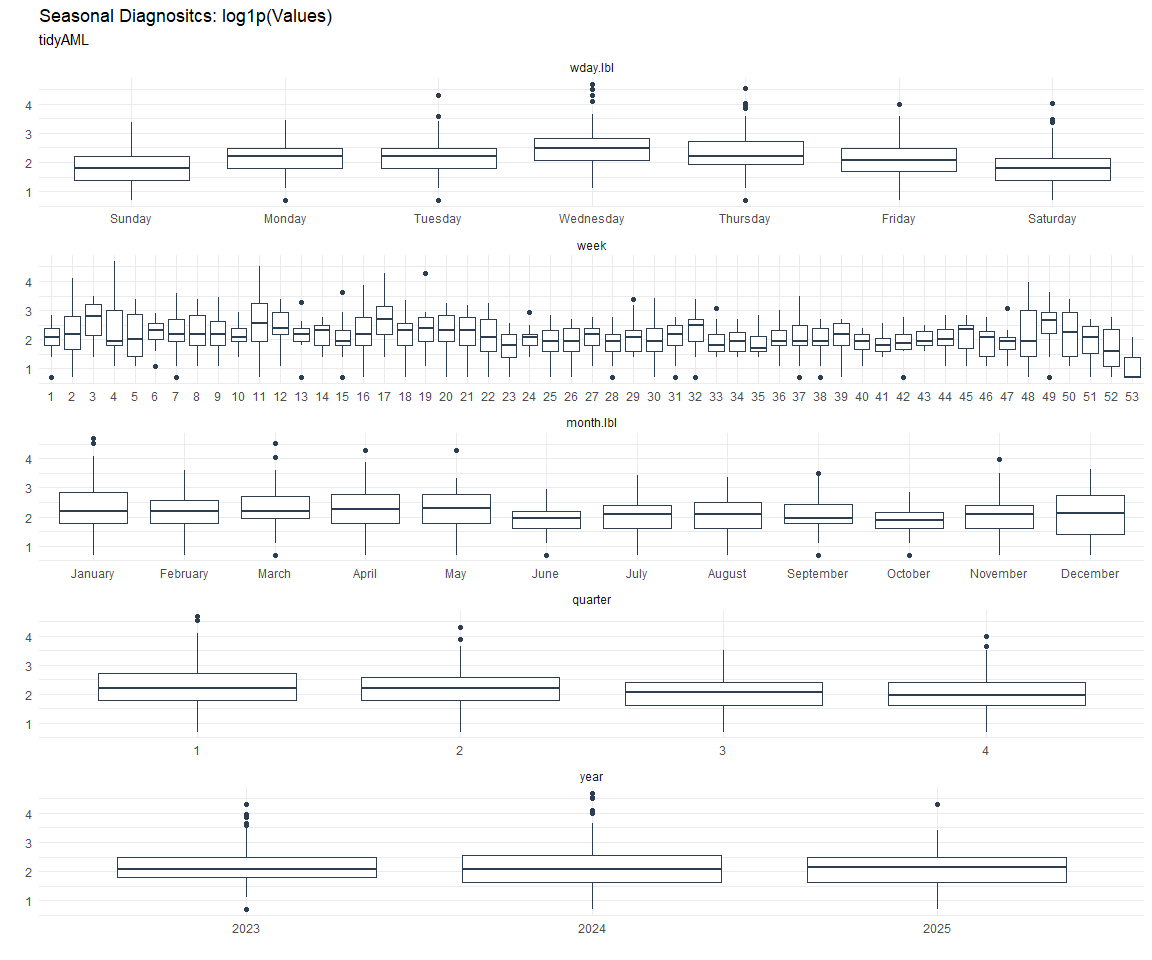 Seasonal Diagnositcs: log1p(Values)
tidyAML
wday.lbl
4
3
2
1
Sunday Monday Tuesday Wednesday Thursday Friday Saturday
week
4
3
2
1
1 2 3 4 5 6 7 8 9 10 11 12 13 14 15 16 17 18 19 20 21 22 23 24 25 26 27 28 29 30 31 32 33 34 35 36 37 38 39 40 41 42 43 44 45 46 47 48 49 50 51 52 53
month.lbl
4
3
2
1
January February March April May June July August September October November December
quarter
4
3
2
1
1 2 3 4
year
4
3
2
1
2023 2024 2025